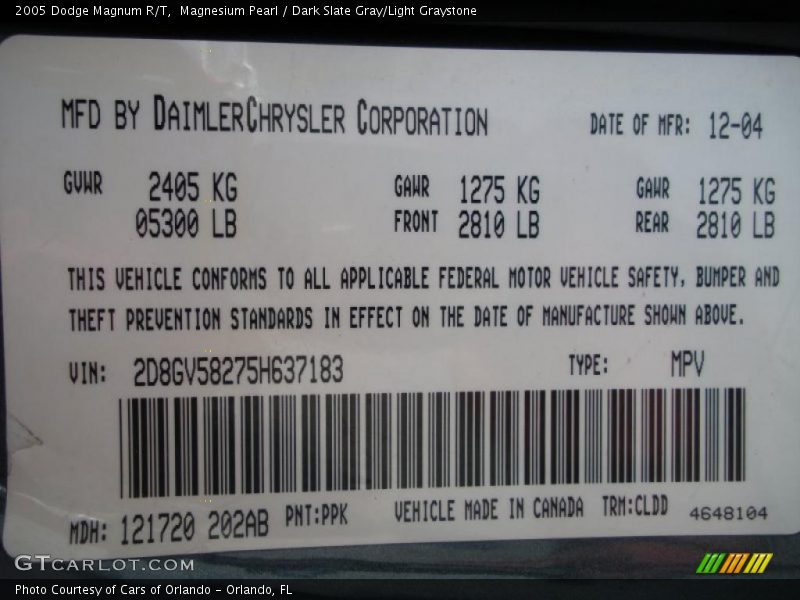 2005 Dodge Magnum R/T,  Magnesium Pearl / Dark Slate Gray/Light Graystone
MFD BY DAIMLERCHRYSLER CORPORATION DATE OF MFR: 12-04
GVWR 2405 KG GAWR 1275 KG GAWR 1275 KG
05300 LB FRONT 2810 LB REAR 2810 LB
THIS VEHICLE CONFORMS TO ALL APPLICABLE FEDERAL MOTOR VEHICLE SAFETY, BUMPER AND
THEFT PREVENTION STANDARDS IN EFFECT ON THE DATE OF MANUFACTURE SHOWN ABOVE.
VIN: 2D8GV58275H637183 TYPE: MPV
MDH: 121720 202AB PNT:PPK VEHICLE MADE IN CANADA TRM:CLDD 4648104
GTCARLOT.COM
Photo Courtesy of Cars of Orlando - Orlando, FL